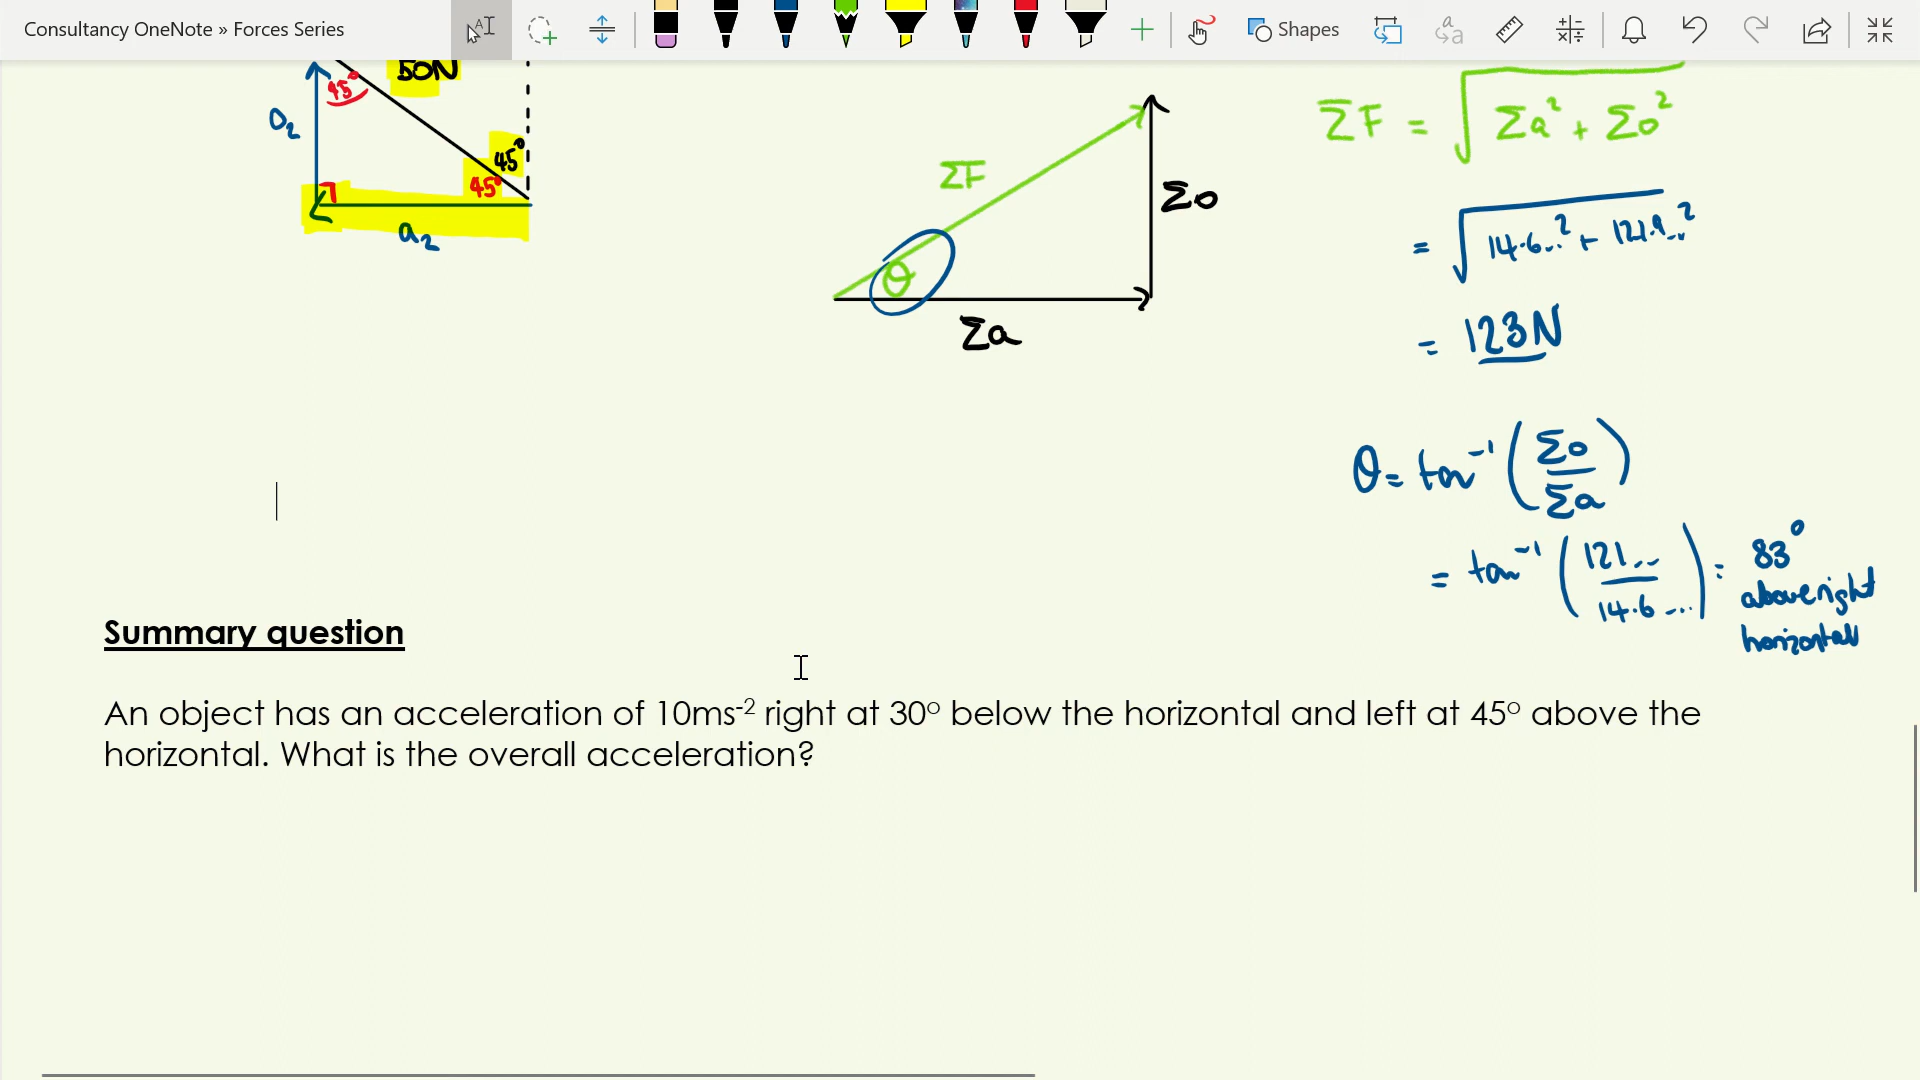 Consultancy OneNote » Forces Series
Shapes
50N
45°
O₂
45°
45°
a₂
ΣF
Σo
θ
Σa
ΣF = √Σa² + Σo²
= √14.6..² + 121.9..²
= 123N
θ = tan⁻¹ (Σo/Σa)
= tan⁻¹ (121.../14.6...) = 83°
above right
horizontal
Summary question
An object has an acceleration of 10ms⁻² right at 30° below the horizontal and left at 45° above the
horizontal. What is the overall acceleration?